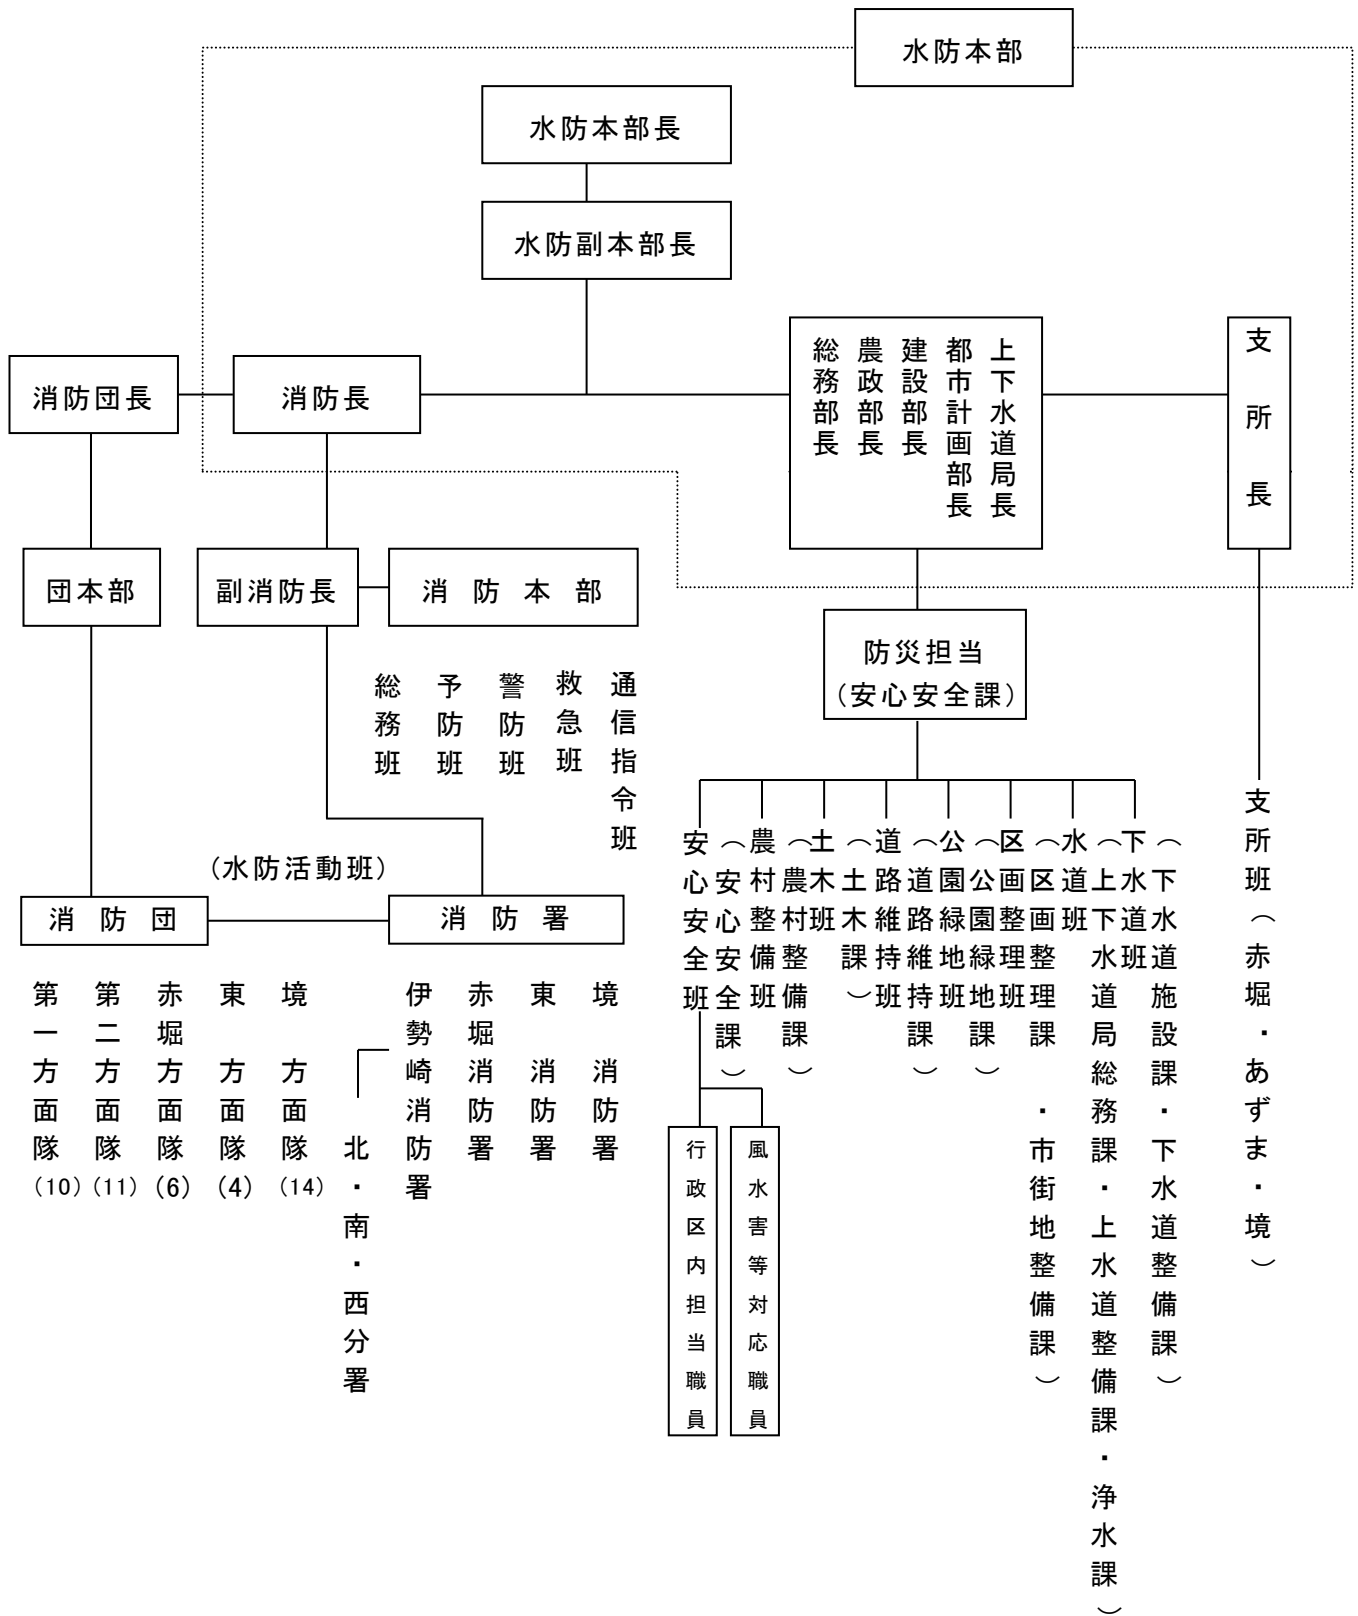 水防本部
水防本部長
水防副本部長
消防団長
消防長
総務部長
農政部長
建設部長
都市計画部長
上下水道局長
支所長
団本部
副消防長
消防本部
防災担当
(安心安全課)
総務班
予防班
警防班
救急班
通信指令班
(水防活動班)
消防団
消防署
第一方面隊
(10)
第二方面隊
(11)
赤堀方面隊
(6)
東 方面隊
(4)
境 方面隊
(14)
北・南・西分署
伊勢崎消防署
赤堀消防署
東 消防署
境 消防署
安心安全班
(安心安全課)
農村整備班
(農村整備課)
土木班
(土木課)
道路維持班
(道路維持課)
公園緑地班
(公園緑地課)
区画整理班
(区画整理課 ・市街地整備課)
水道班
(上下水道局総務課・上水道整備課・浄水課)
下水道班
(下水道施設課・下水道整備課)
支所班(赤堀・あずま・境)
行政区内担当職員
風水害等対応職員